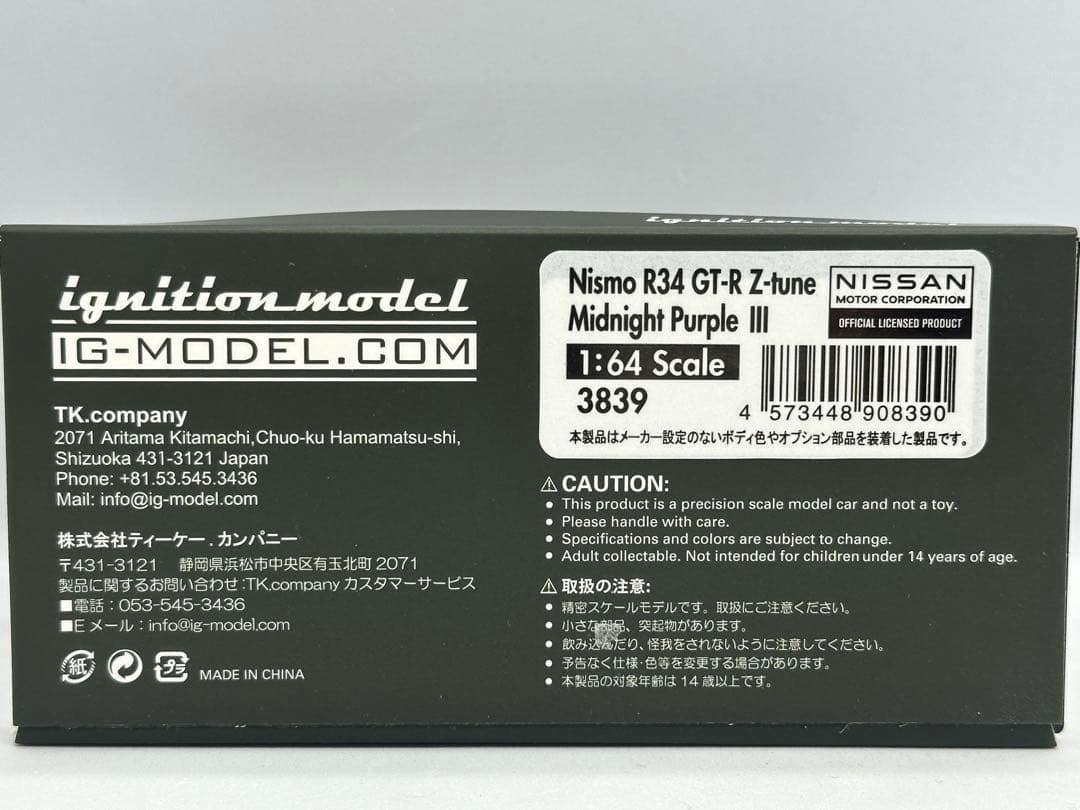 ignition model
ignition model
IG-MODEL.COM
TK.company
2071 Aritama Kitamachi,Chuo-ku Hamamatsu-shi,
Shizuoka 431-3121 Japan
Phone: +81.53.545.3436
Mail: info@ig-model.com
株式会社ティーケー.カンパニー
〒431-3121 静岡県浜松市中央区有玉北町2071
製品に関するお問い合わせ:TK.company カスタマーサービス
■電話：053-545-3436
■Eメール：info@ig-model.com
紙 プラ MADE IN CHINA
Nismo R34 GT-R Z-tune
Midnight Purple III
1:64 Scale
3839
NISSAN
MOTOR CORPORATION
OFFICIAL LICENSED PRODUCT
4 573448 908390
本製品はメーカー設定のないボディ色やオプション部品を装着した製品です。
⚠ CAUTION:
• This product is a precision scale model car and not a toy.
• Please handle with care.
• Specifications and colors are subject to change.
• Adult collectable. Not intended for children under 14 years of age.
⚠ 取扱の注意:
• 精密スケールモデルです。取扱にご注意ください。
• 小さな部品、突起物があります。
• 飲み込んだり、怪我をされないように注意してください。
• 予告なく仕様・色等を変更する場合があります。
• 本製品の対象年齢は14歳以上です。